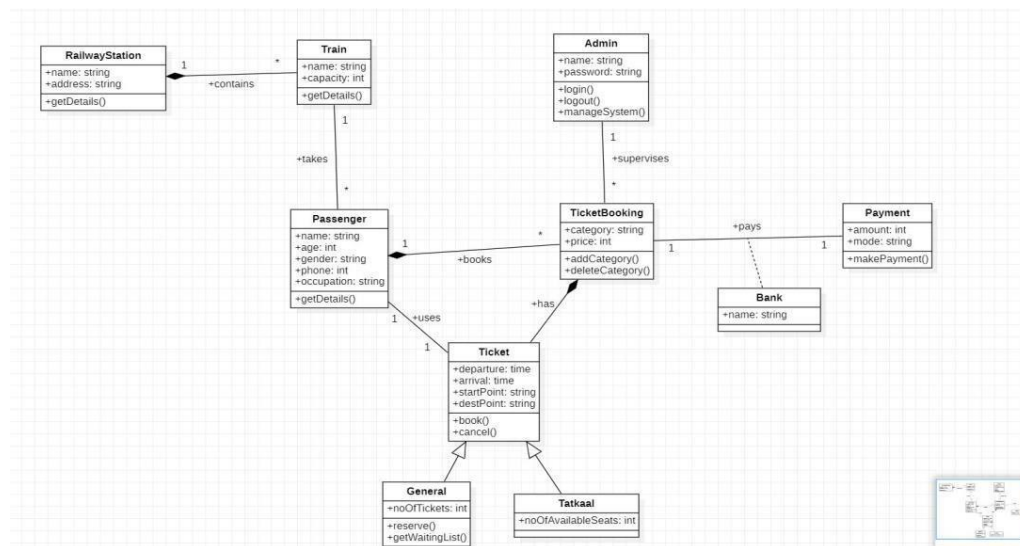 RailwayStation
+name: string
+address: string
+getDetails()
1
*
+contains
Train
+name: string
+capacity: int
+getDetails()
1
+takes
*
Admin
+name: string
+password: string
+login()
+logout()
+manageSystem()
1
+supervises
*
Passenger
+name: string
+age: int
+gender: string
+phone: int
+occupation: string
+getDetails()
1
*
+books
TicketBooking
+category: string
+price: int
+addCategory()
+deleteCategory()
+pays
1
1
Payment
+amount: int
+mode: string
+makePayment()
Bank
+name: string
+has
+uses
1
1
Ticket
+departure: time
+arrival: time
+startPoint: string
+destPoint: string
+book()
+cancel()
General
+noOfTickets: int
+reserve()
+getWaitingList()
Tatkaal
+noOfAvailableSeats: int